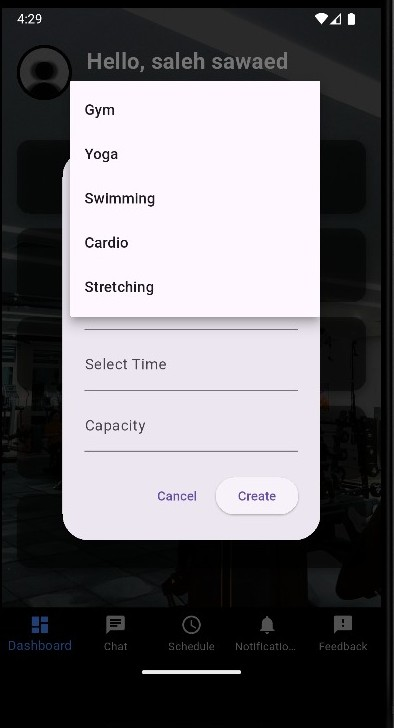 4:29
Hello, saleh sawaed
Gym
Yoga
Swimming
Cardio
Stretching
Select Time
Capacity
Cancel
Create
Dashboard
Chat
Schedule
Notificatio...
Feedback